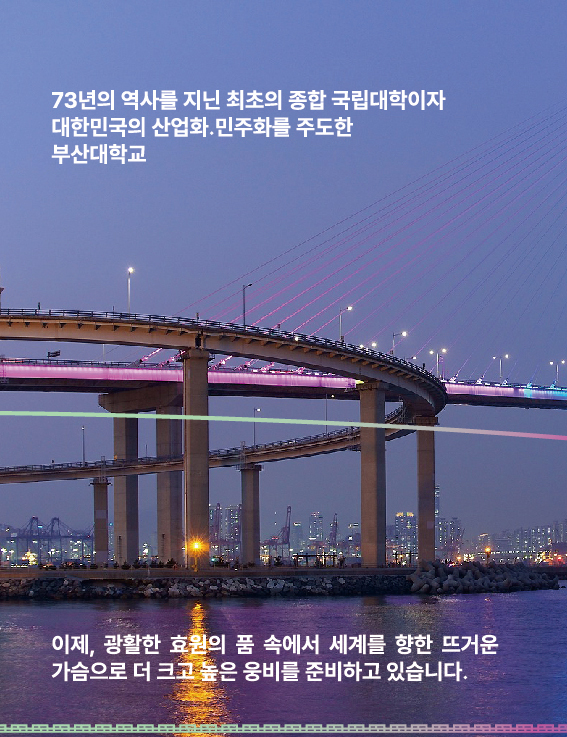 73년의 역사를 지닌 최초의 종합 국립대학이자
대한민국의 산업화.민주화를 주도한
부산대학교
이제, 광활한 효원의 품 속에서 세계를 향한 뜨거운
가슴으로 더 크고 높은 웅비를 준비하고 있습니다.